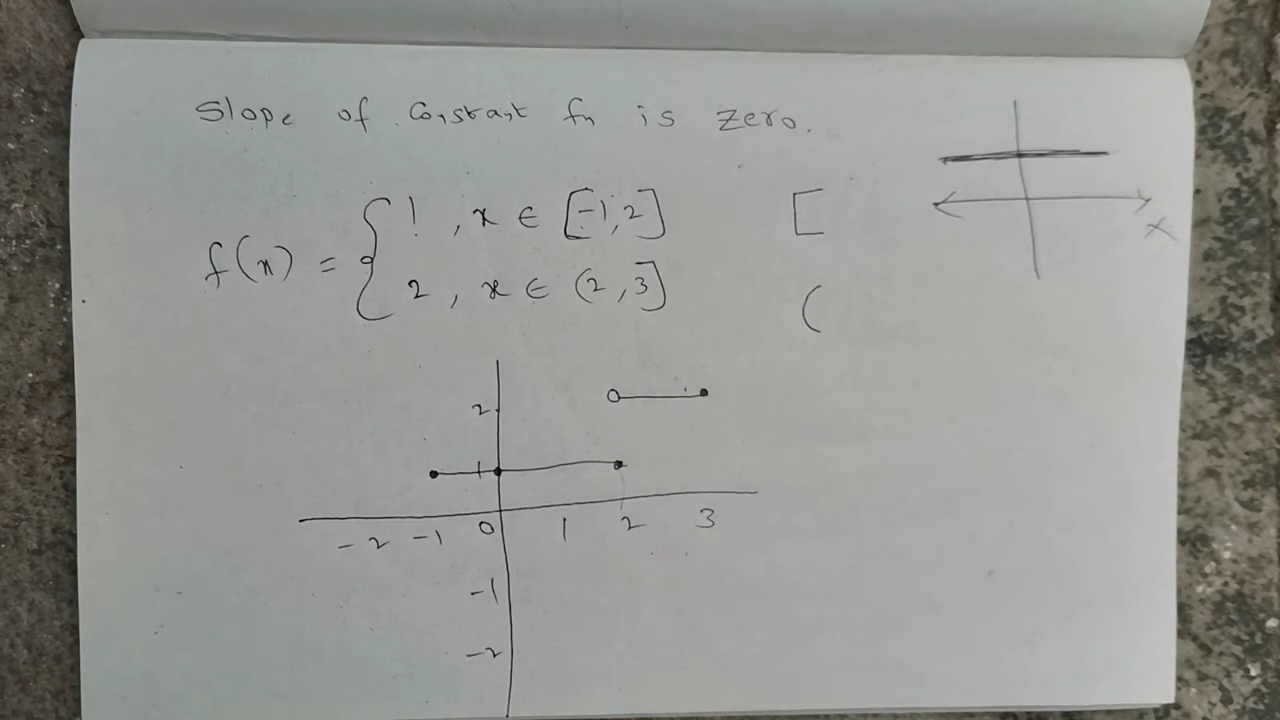 Slope of constant fn is zero.
f(x) = { 1 , x ∈ [-1,2]
2 , x ∈ (2,3]
[
(
x
2
1
-2 -1 0 1 2 3
-1
-2